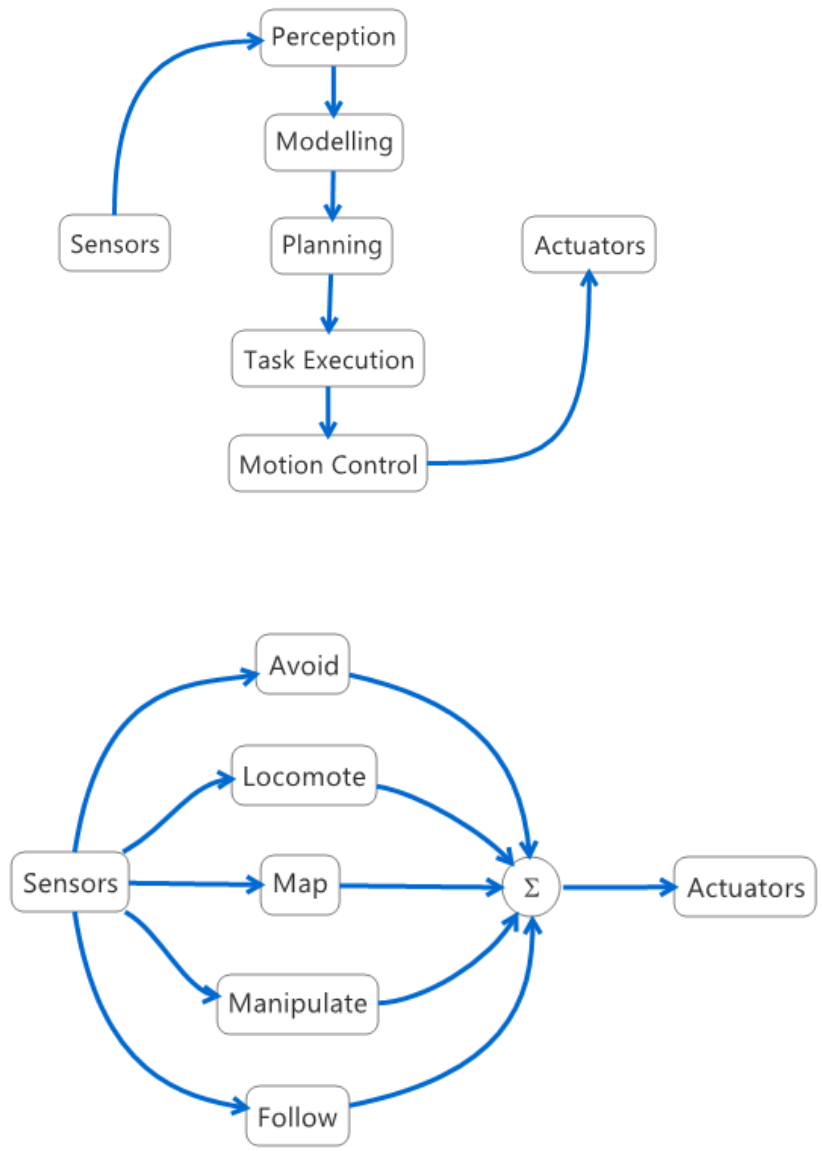 Perception
Modelling
Sensors
Planning
Actuators
Task Execution
Motion Control
Avoid
Locomote
Sensors
Map
Σ
Actuators
Manipulate
Follow